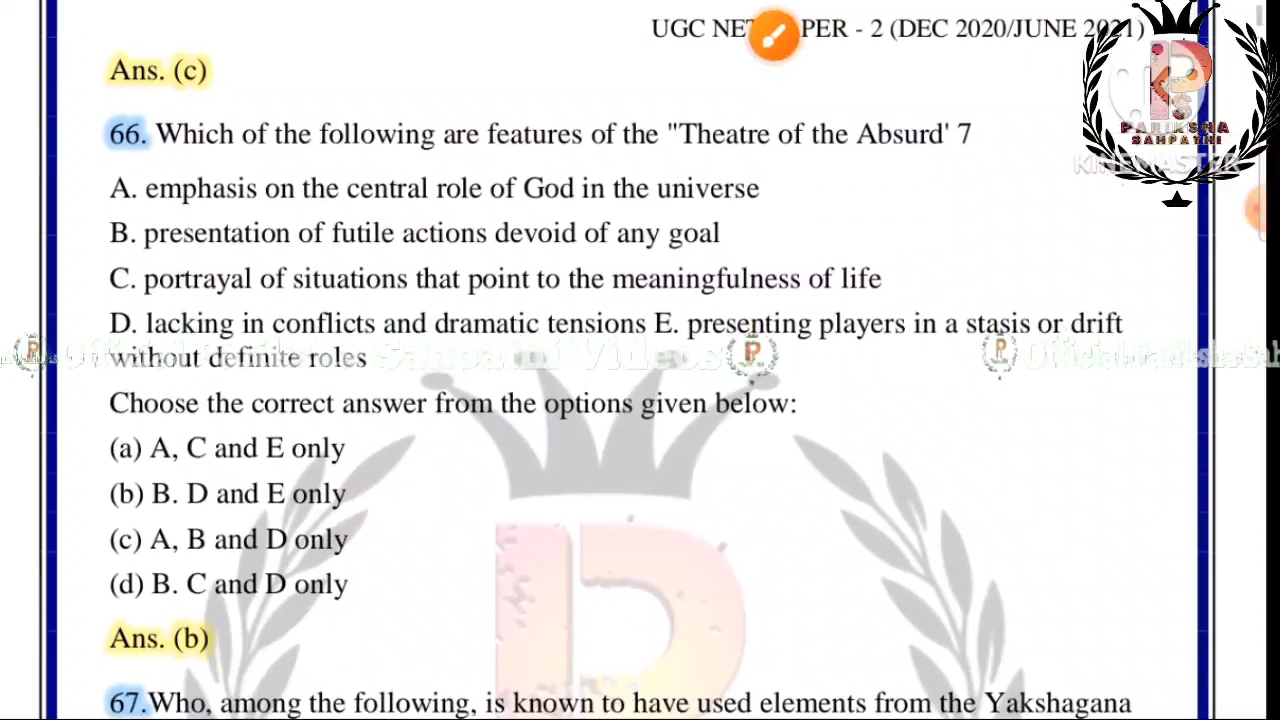 UGC NE PER - 2 (DEC 2020/JUNE 2021)
Ans. (c)
PARIKSHA
SAHPATHI
KINEMASTER
66. Which of the following are features of the "Theatre of the Absurd' 7
A. emphasis on the central role of God in the universe
B. presentation of futile actions devoid of any goal
C. portrayal of situations that point to the meaningfulness of life
D. lacking in conflicts and dramatic tensions E. presenting players in a stasis or drift
without definite roles
Choose the correct answer from the options given below:
(a) A, C and E only
(b) B. D and E only
(c) A, B and D only
(d) B. C and D only
Ans. (b)
67.Who, among the following, is known to have used elements from the Yakshagana